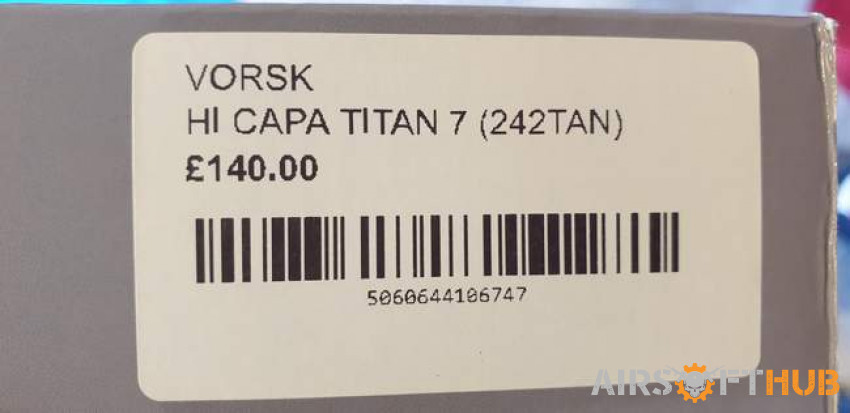 VORSK
HI CAPA TITAN 7 (242TAN)
£140.00
5060644106747
AIRSOFTHUB